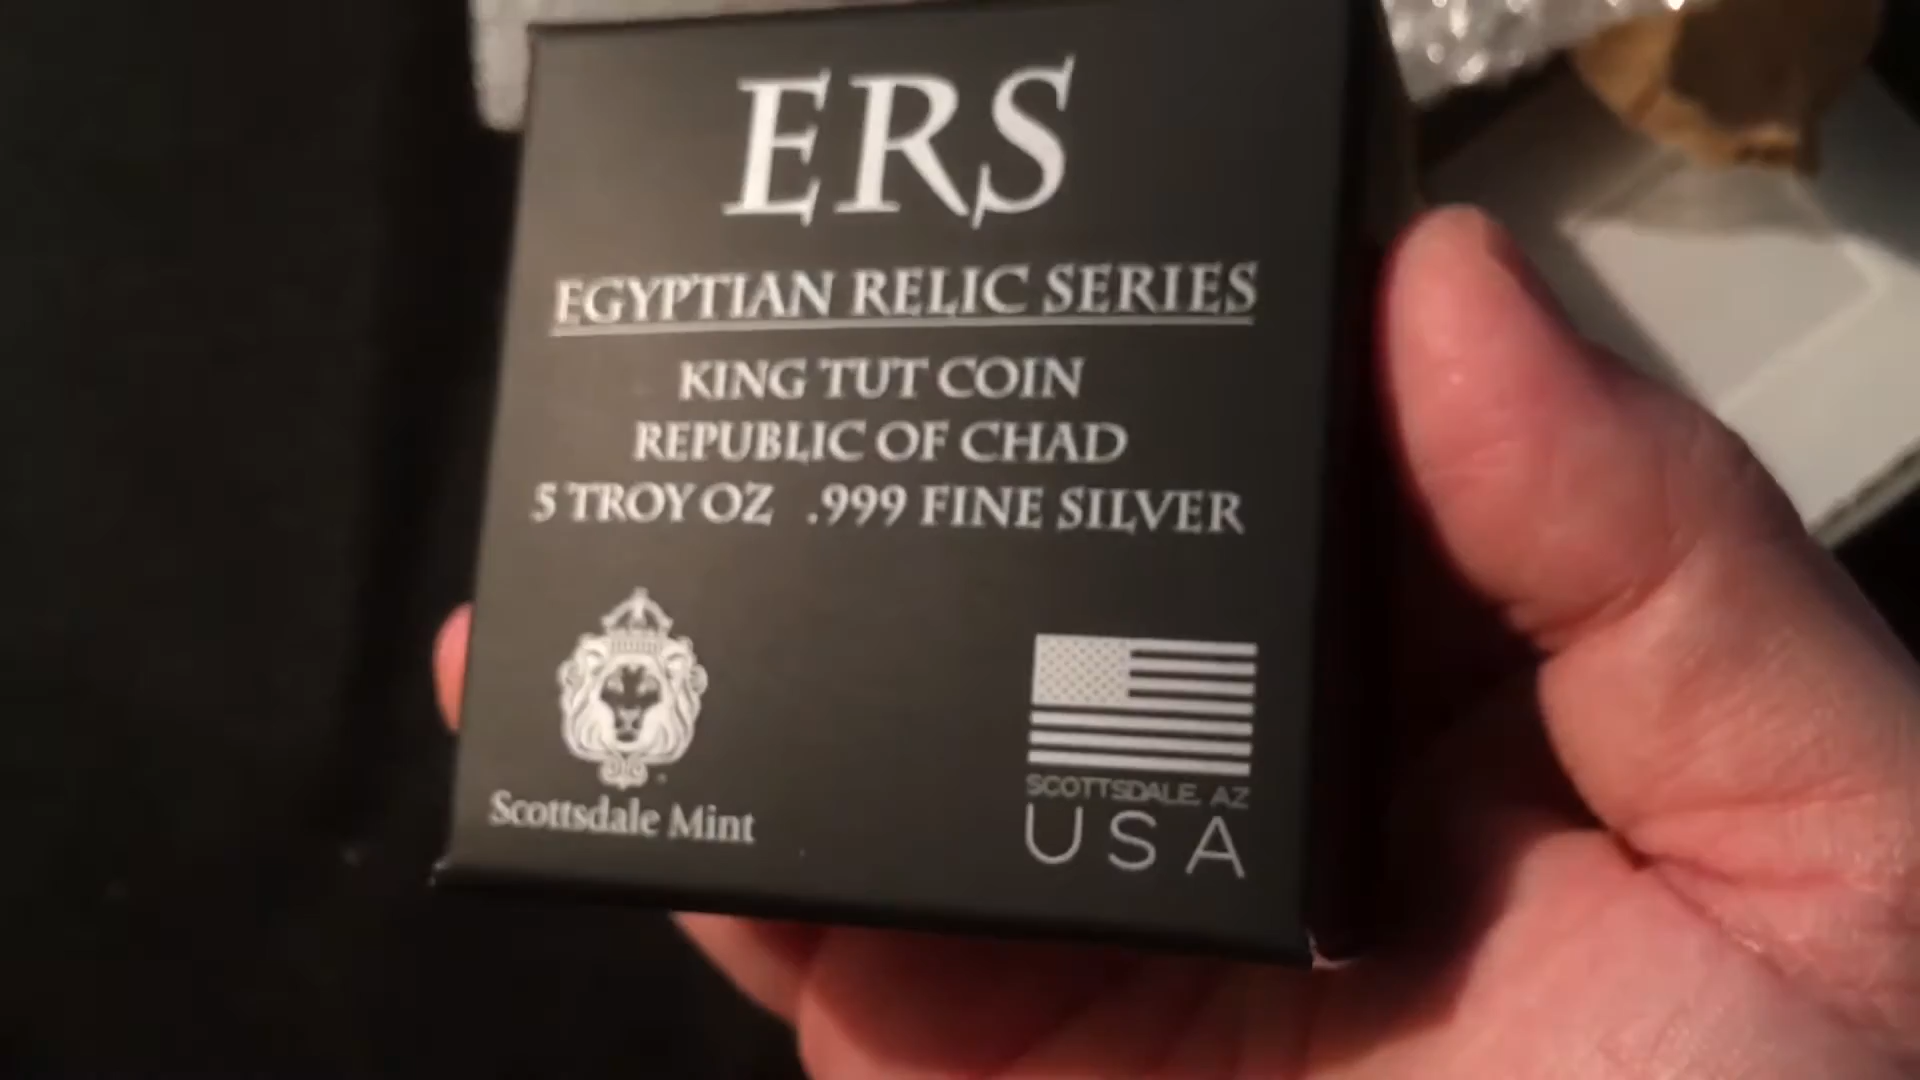 ERS
EGYPTIAN RELIC SERIES
KING TUT COIN
REPUBLIC OF CHAD
5 TROY OZ .999 FINE SILVER
Scottsdale Mint
SCOTTSDALE, AZ
USA